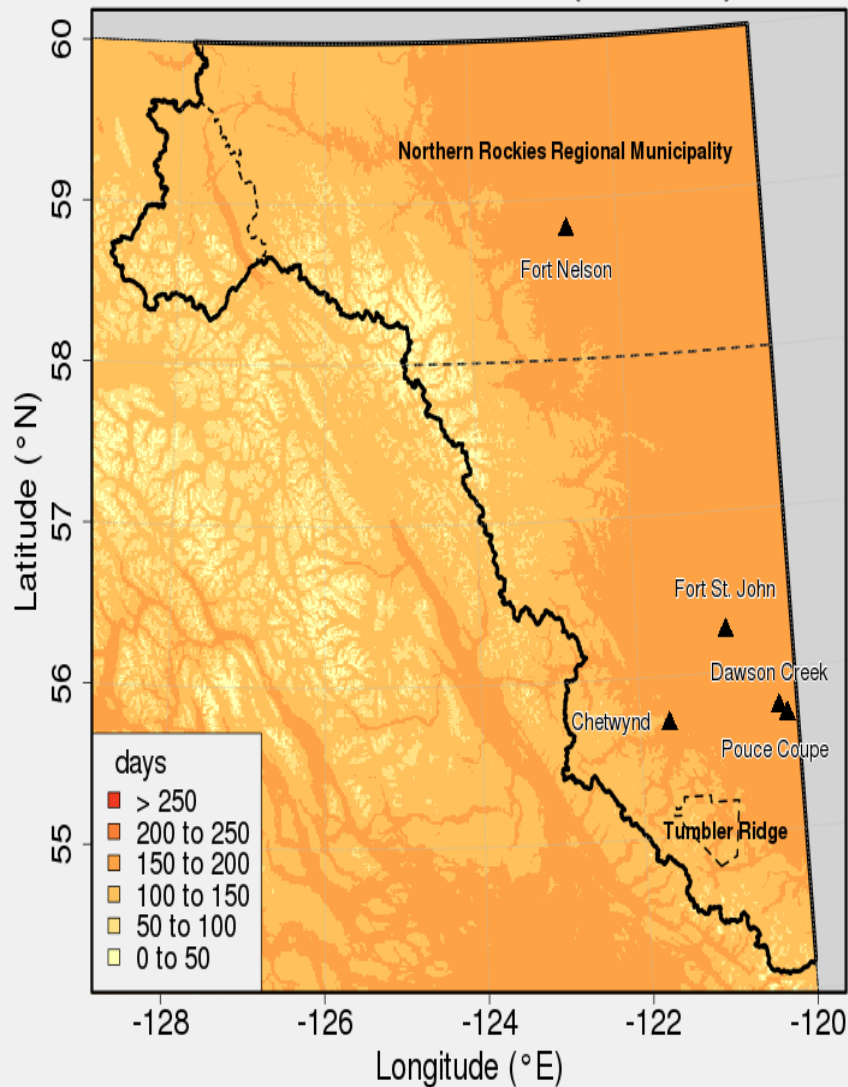 60
59
58
57
56
55
Latitude (°N)
Northern Rockies Regional Municipality
Fort Nelson
Fort St. John
Dawson Creek
Chetwynd
Pouce Coupe
Tumbler Ridge
days
> 250
200 to 250
150 to 200
100 to 150
50 to 100
0 to 50
-128
-126
-124
-122
-120
Longitude (°E)